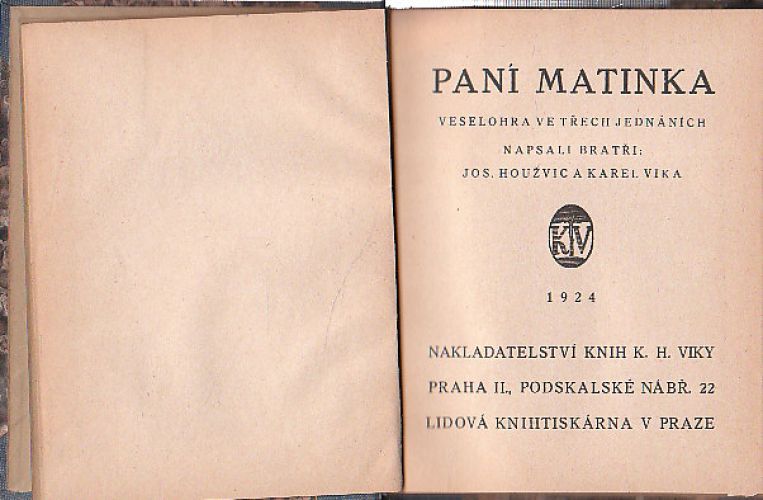 PANÍ MATINKA
VESELOHRA VE TŘECH JEDNÁNÍCH
NAPSALI BRATŘI:
JOS. HOUŽVIC A KAREL VIKA
KV
1924
NAKLADATELSTVÍ KNIH K. H. VIKY
PRAHA II., PODSKALSKÉ NÁBŘ. 22
LIDOVÁ KNIHTISKÁRNA V PRAZE